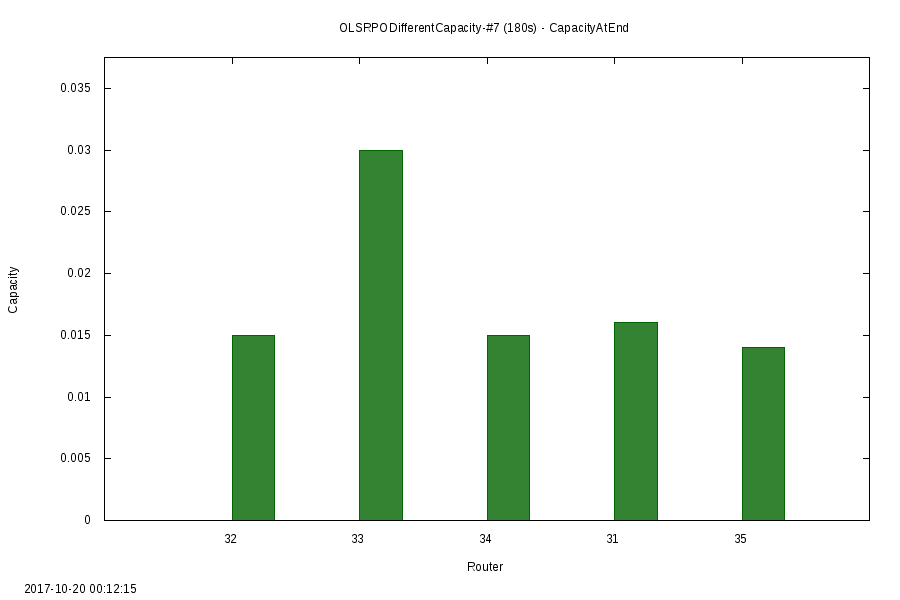 OLSRPODifferentCapacity-#7 (180s) - CapacityAtEnd
0.035
0.03
0.025
0.02
0.015
0.01
0.005
0
Capacity
32 33 34 31 35
Router
2017-10-20 00:12:15